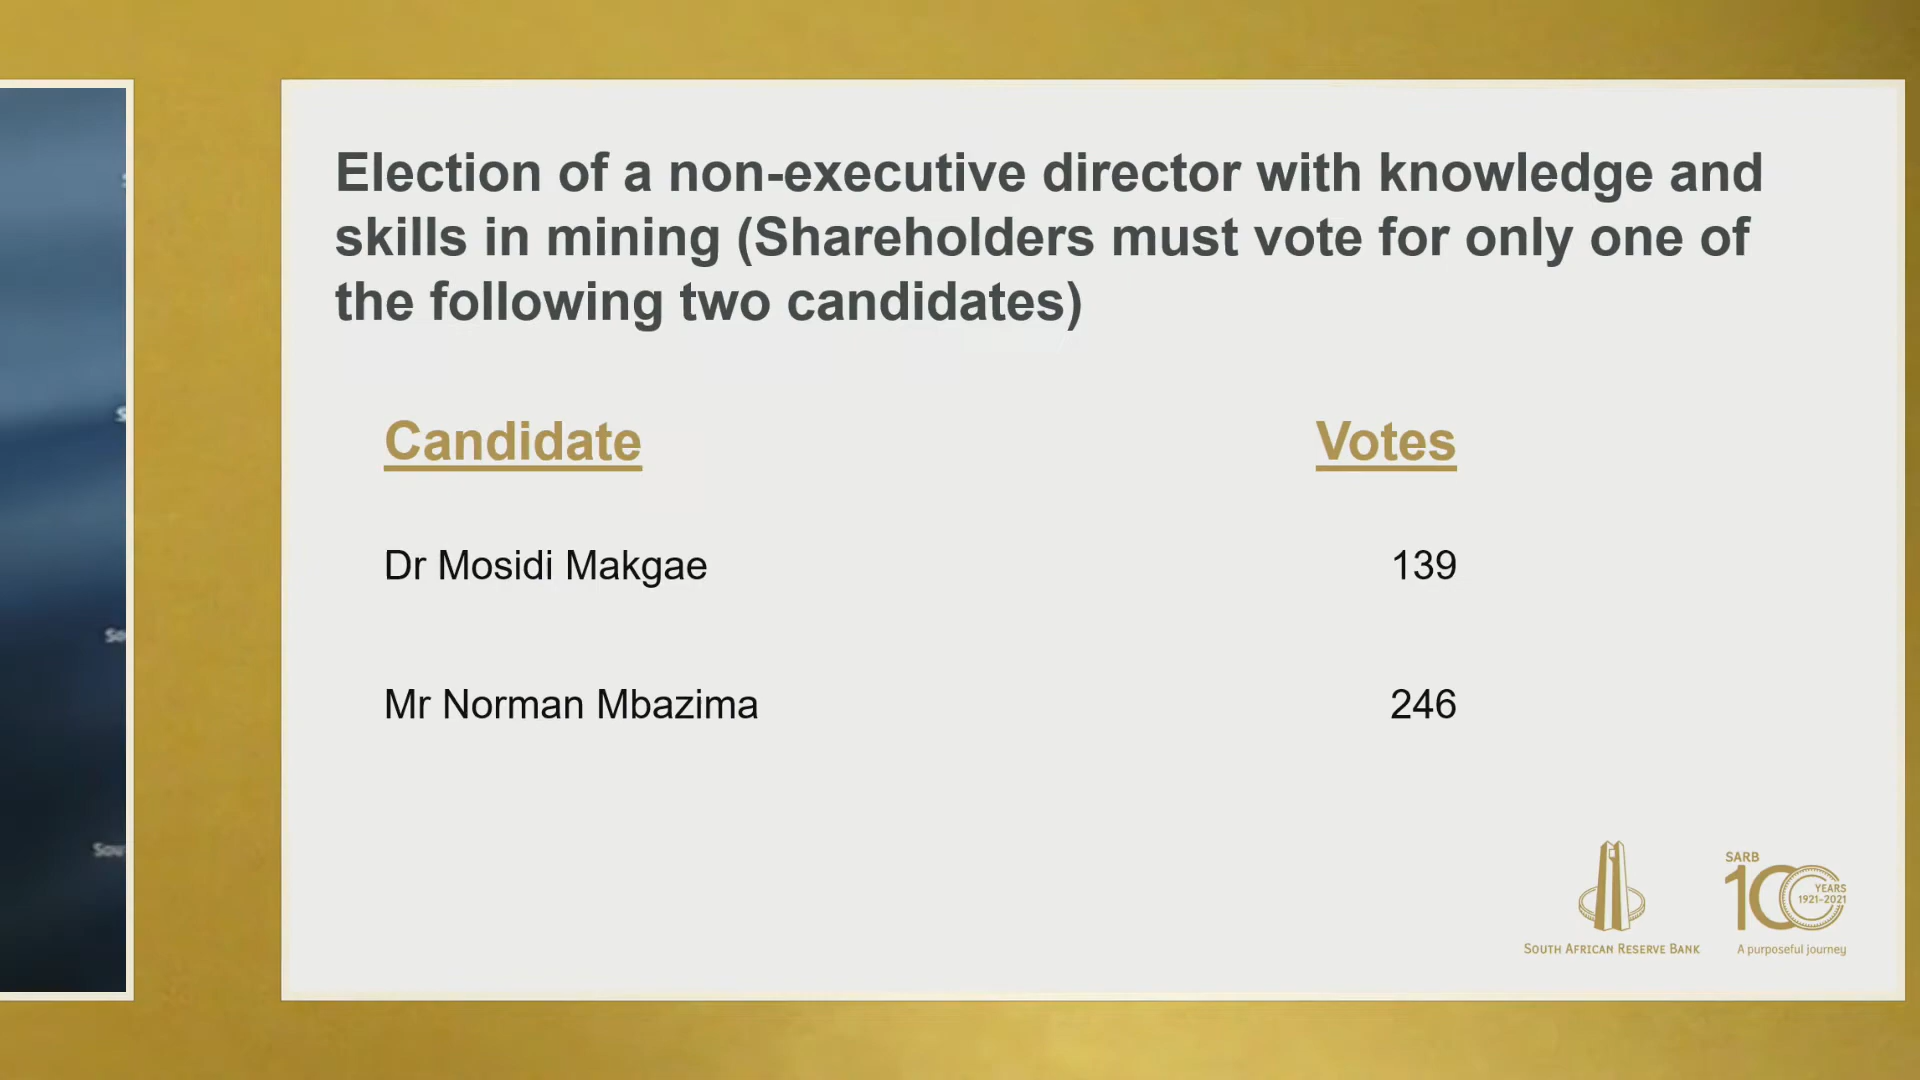 Election of a non-executive director with knowledge and
skills in mining (Shareholders must vote for only one of
the following two candidates)
Candidate Votes
Dr Mosidi Makgae 139
Mr Norman Mbazima 246
SOUTH AFRICAN RESERVE BANK
SARB
100
YEARS
1921-2021
A purposeful journey